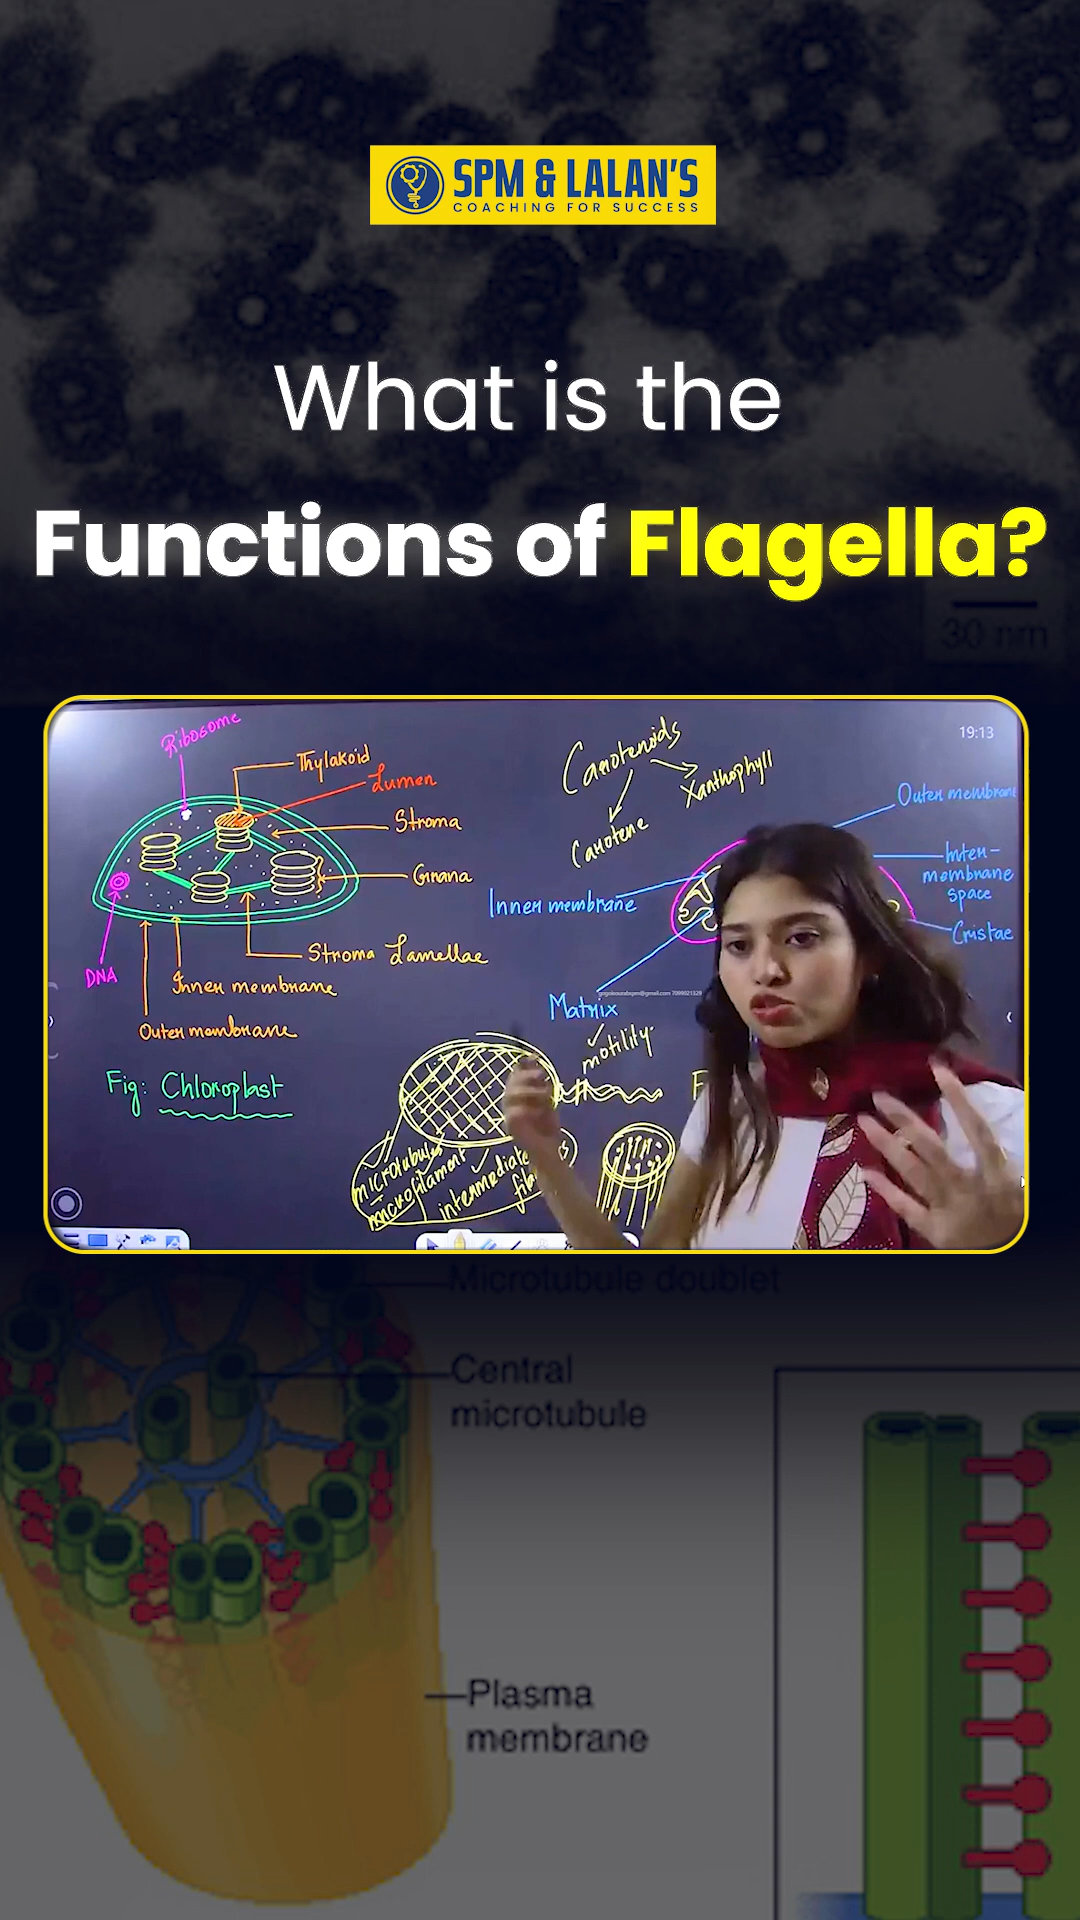 SPM & LALAN'S
COACHING FOR SUCCESS
What is the
Functions of Flagella?
30 nm
19:13
Ribosome
Thylakoid
Lumen
Stroma
Grana
Stroma Lamellae
DNA
Inner membrane
Outer membrane
Fig: Chloroplast
Carotenoids
Xanthophyll
Carotene
Outer membrane
Inter-
membrane
space
Cristae
Inner membrane
Matrix
motility
F
microtubules
microfilament
intermediate
Microtubule doublet
Central
microtubule
Plasma
membrane